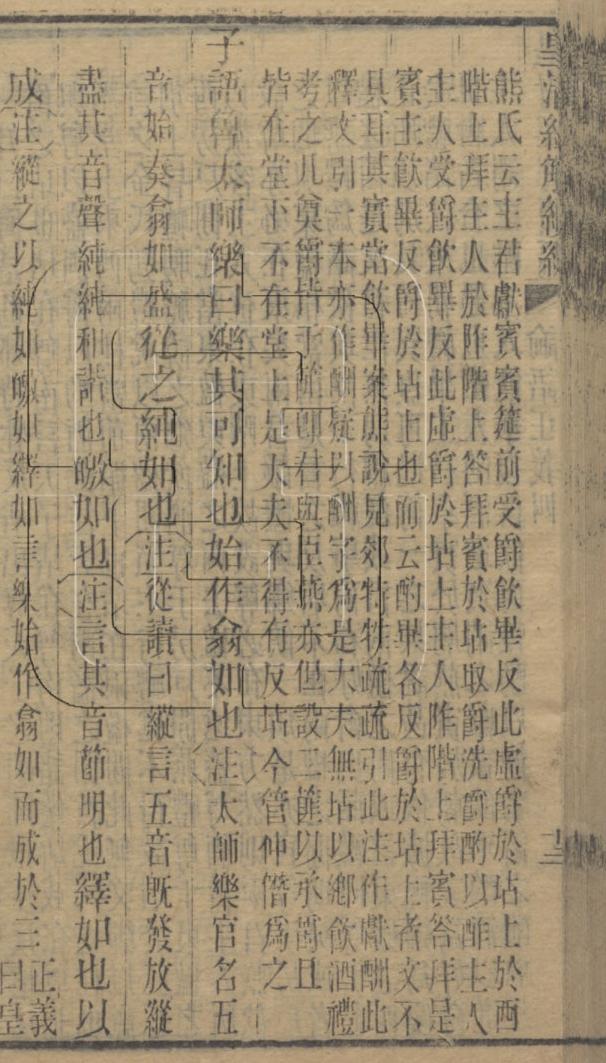 熊氏云主君獻賓賓筵前受爵飲畢反此虛爵於坫上於西
階上拜主人於阼階上答拜賓於坫取爵洗爵酌以酢主人
主人受爵飲畢反此虛爵於坫上主人阼階上拜賓答拜是
賓主飲畢反爵於坫上也而云酌畢各反爵於坫上者文不
具耳其實當飲畢案熊說見郊特牲疏疏引此注作獻酬此
釋文引一本亦作酬疑以酬字爲是大夫無坫以鄉飲酒禮
考之凡奠爵皆于篚卽君與臣燕亦但設二篚以承爵且
皆在堂下不在堂上是大夫不得有反坫今管仲僭爲之
子語魯太師樂曰樂其可知也始作翕如也注太師樂官名五
音始奏翕如盛從之純如也注從讀曰縱言五音旣發放縱
盡其音聲純純和諧也皦如也注言其音節明也繹如也以
成注縱之以純如皦如繹如言樂始作翕如而成於三正義曰皇